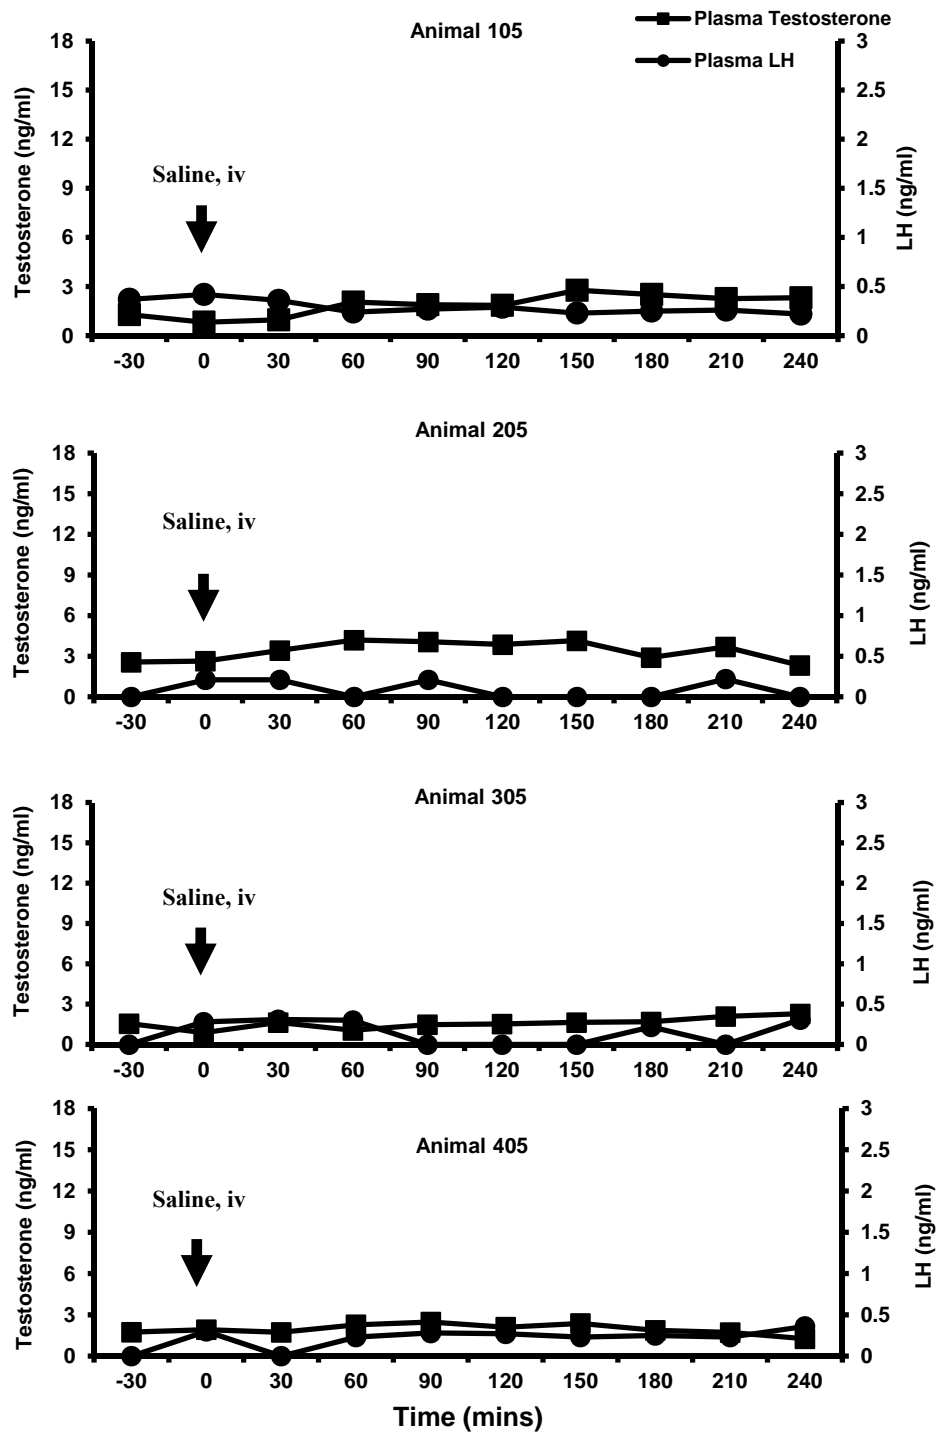 Animal 105
Plasma Testosterone
Plasma LH
Testosterone (ng/ml)
18
15
12
9
6
3
0
Saline, iv
3
2.5
2
1.5
1
0.5
0
LH (ng/ml)
-30 0 30 60 90 120 150 180 210 240
Animal 205
Testosterone (ng/ml)
18
15
12
9
6
3
0
Saline, iv
3
2.5
2
1.5
1
0.5
0
LH (ng/ml)
-30 0 30 60 90 120 150 180 210 240
Animal 305
Testosterone (ng/ml)
18
15
12
9
6
3
0
Saline, iv
3
2.5
2
1.5
1
0.5
0
LH (ng/ml)
-30 0 30 60 90 120 150 180 210 240
Animal 405
Testosterone (ng/ml)
18
15
12
9
6
3
0
Saline, iv
3
2.5
2
1.5
1
0.5
0
LH (ng/ml)
-30 0 30 60 90 120 150 180 210 240
Time (mins)